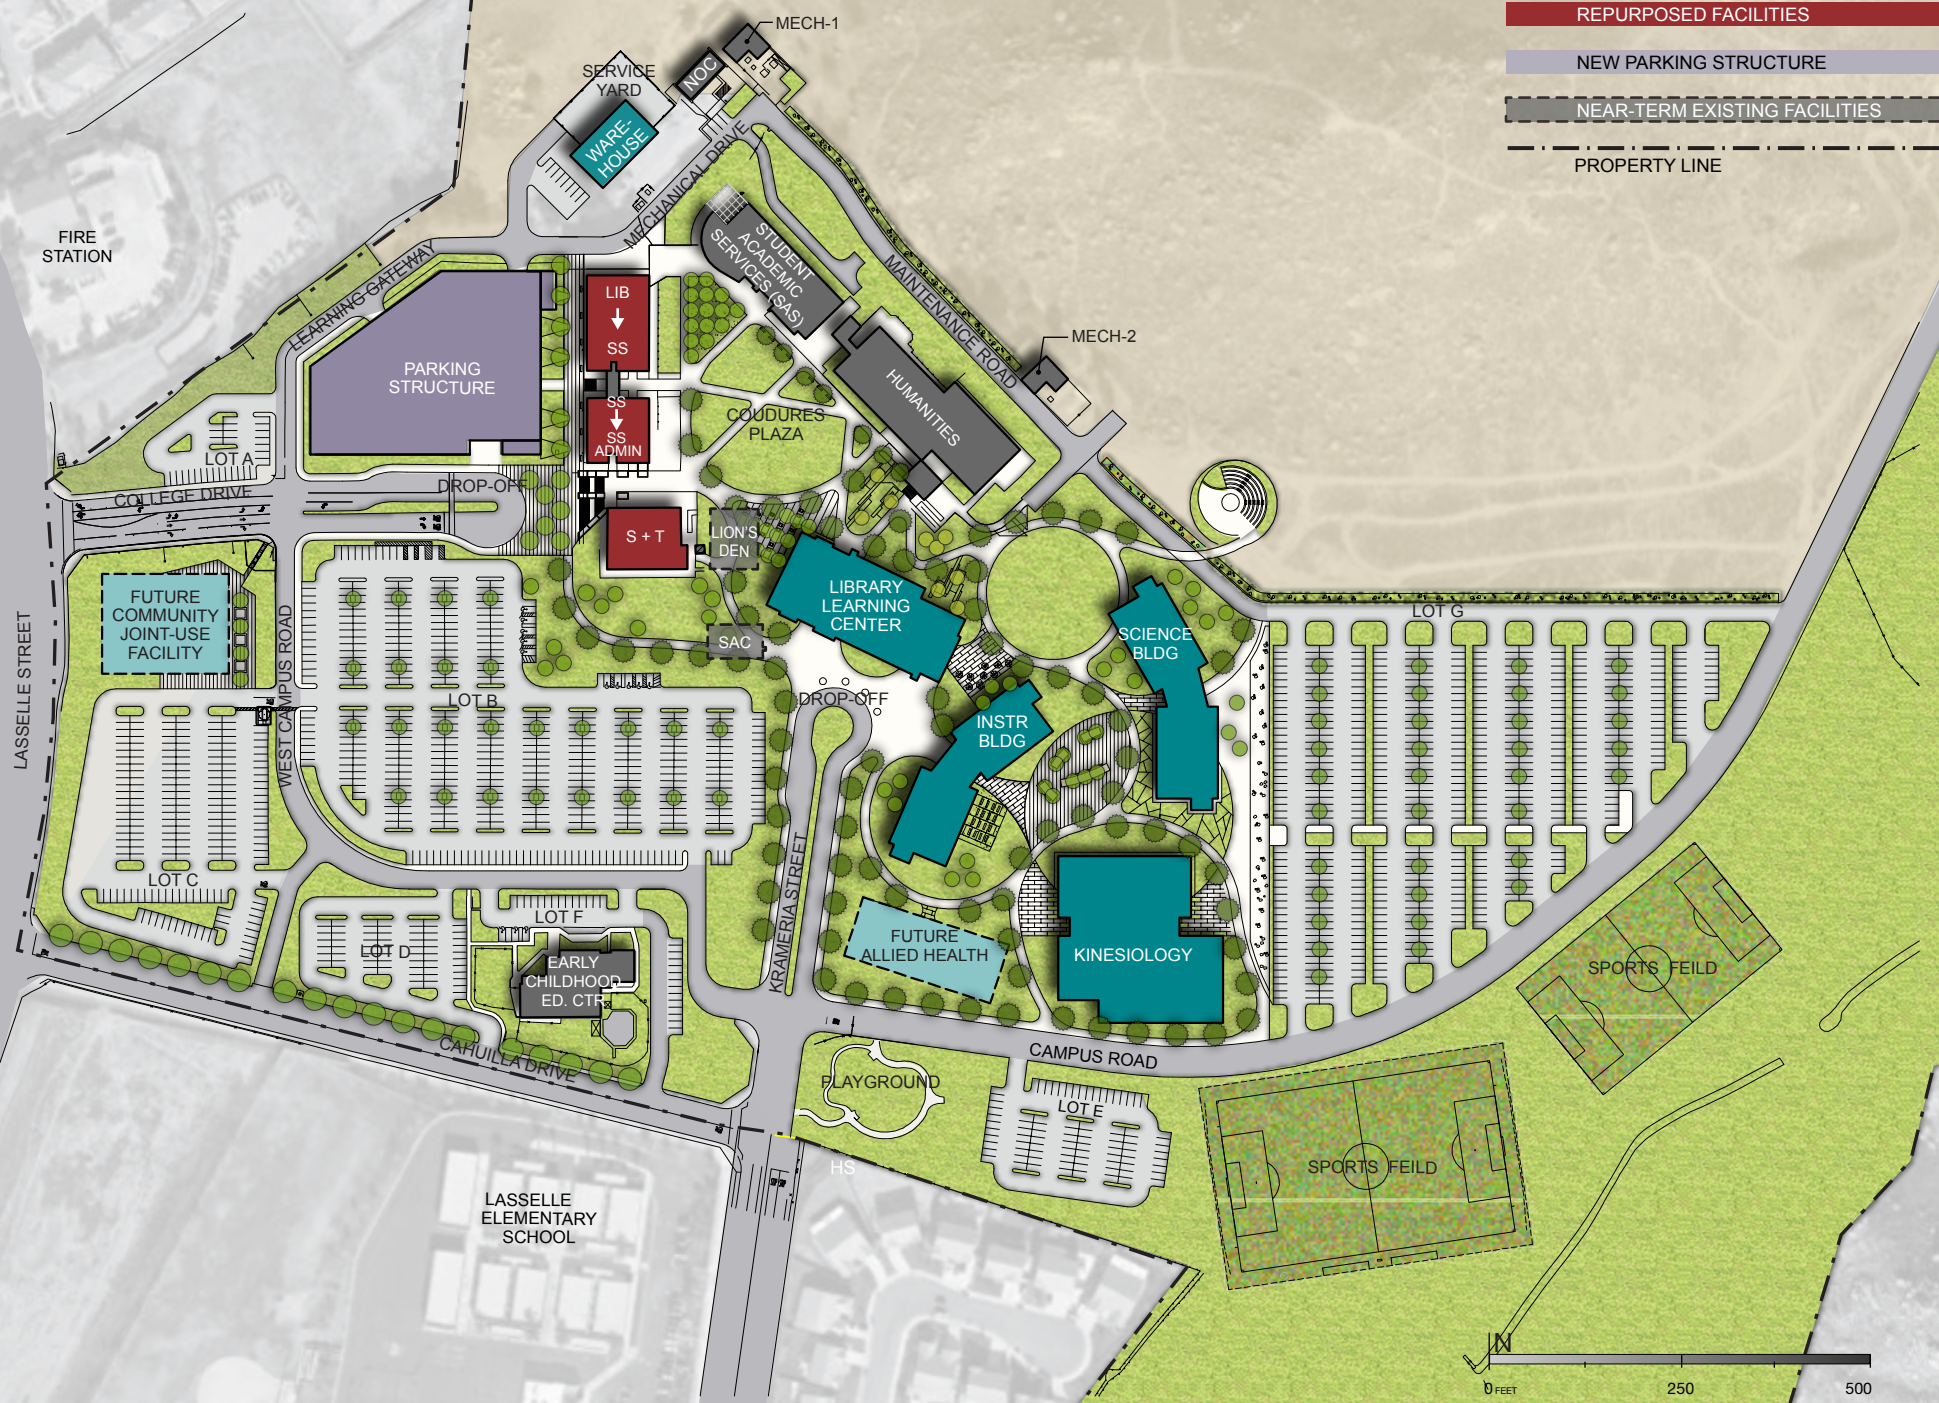 MECH-1
REPURPOSED FACILITIES
NEW PARKING STRUCTURE
NEAR-TERM EXISTING FACILITIES
PROPERTY LINE
SERVICE
YARD
NOC
WARE-
HOUSE
MECHANICAL DRIVE
FIRE
STATION
LEARNING GATEWAY
STUDENT
ACADEMIC
SERVICES (SAS)
MAINTENANCE ROAD
MECH-2
LIB
SS
SS
SS
ADMIN
PARKING
STRUCTURE
HUMANITIES
COUDURES
PLAZA
LOT A
COLLEGE DRIVE
DROP-OFF
S + T
LION'S
DEN
LIBRARY
LEARNING
CENTER
FUTURE
COMMUNITY
JOINT-USE
FACILITY
LASSELLE STREET
WEST CAMPUS ROAD
SAC
SCIENCE
BLDG
LOT G
LOT B
DROP-OFF
INSTR
BLDG
LOT C
KRAMERIA STREET
LOT F
LOT D
EARLY
CHILDHOOD
ED. CTR
FUTURE
ALLIED HEALTH
KINESIOLOGY
SPORTS FEILD
CAHUILLA DRIVE
CAMPUS ROAD
PLAYGROUND
LOT E
SPORTS FEILD
HS
LASSELLE
ELEMENTARY
SCHOOL
N
0 FEET
250
500